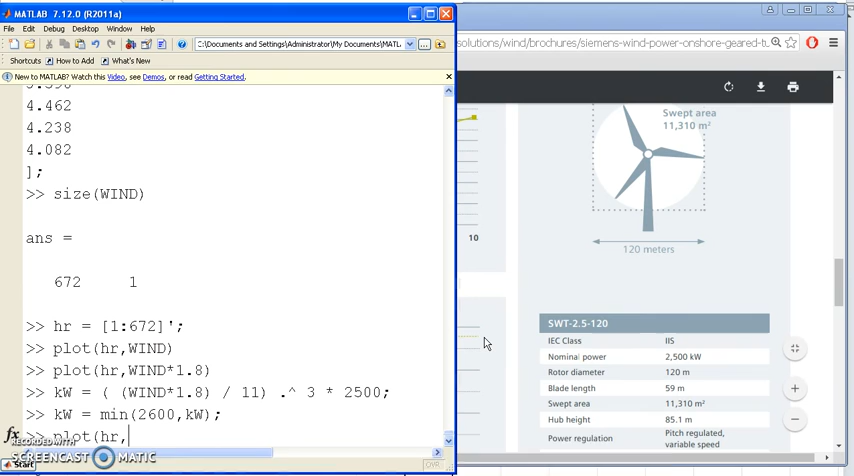 MATLAB 7.12.0 (R2011a)
File Edit Debug Desktop Window Help
C:\Documents and Settings\Administrator\My Documents\MATL
Shortcuts How to Add What's New
New to MATLAB? Watch this Video, see Demos, or read Getting Started.
4.462
4.238
4.082
];
>> size(WIND)
ans =
672 1
>> hr = [1:672]';
>> plot(hr,WIND)
>> plot(hr,WIND*1.8)
>> kW = ( (WIND*1.8) / 11) .^ 3 * 2500;
>> kW = min(2600,kW);
fx >> plot(hr,
RECORDED WITH
SCREENCAST MATIC
Start
OVR
solutions/wind/brochures/siemens-wind-power-onshore-geared-t
Swept area
11,310 m²
10
120 meters
SWT-2.5-120
IEC Class IIS
Nominal power 2,500 kW
Rotor diameter 120 m
Blade length 59 m
Swept area 11,310 m²
Hub height 85.1 m
Power regulation Pitch regulated,
variable speed